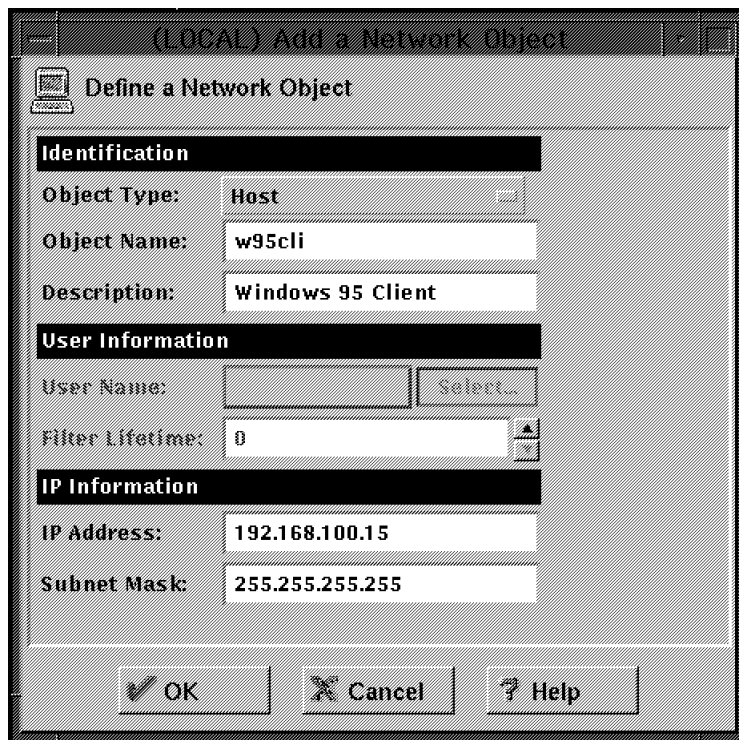 (LOCAL) Add a Network Object
Define a Network Object
Identification
Object Type: Host
Object Name: w95cli
Description: Windows 95 Client
User Information
User Name: Select...
Filter Lifetime: 0
IP Information
IP Address: 192.168.100.15
Subnet Mask: 255.255.255.255
OK Cancel ? Help